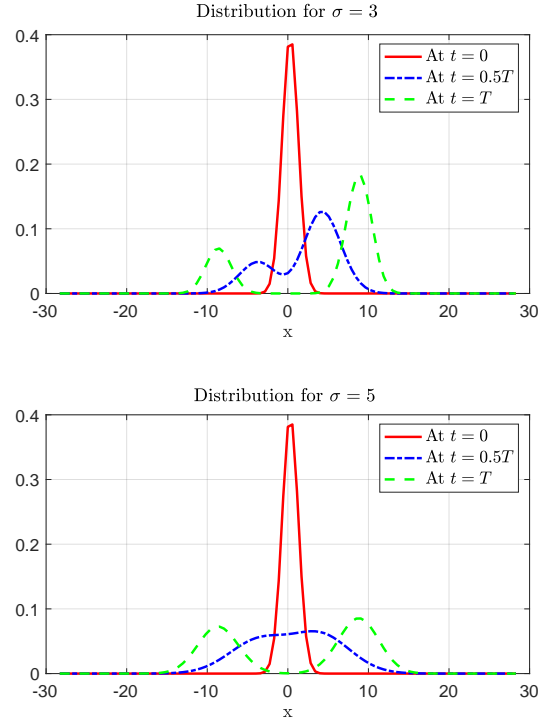 Distribution for σ = 3
0.4
0.3
0.2
0.1
0
-30
-20
-10
0
10
20
30
x
At t = 0
At t = 0.5T
At t = T
Distribution for σ = 5
0.4
0.3
0.2
0.1
0
-30
-20
-10
0
10
20
30
x
At t = 0
At t = 0.5T
At t = T